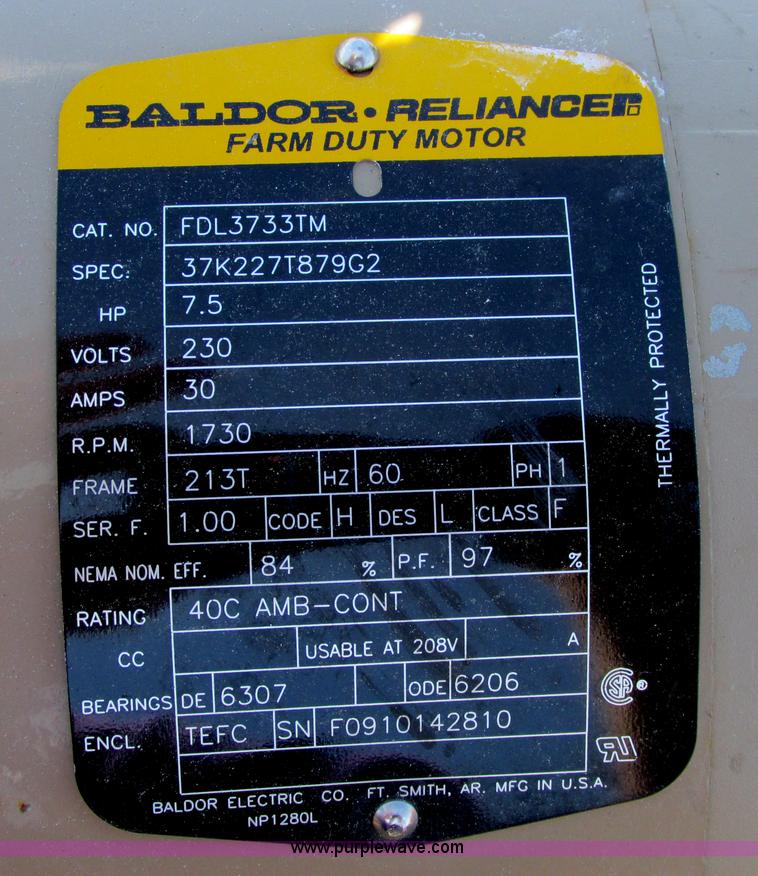 BALDOR • RELIANCER
FARM DUTY MOTOR
CAT. NO. FDL3733TM
SPEC. 37K227T879G2
HP 7.5
VOLTS 230
AMPS 30
R.P.M. 1730
FRAME 213T HZ 60 PH 1
SER. F. 1.00 CODE H DES L CLASS F
NEMA NOM. EFF. 84 % P.F. 97 %
RATING 40C AMB-CONT
CC USABLE AT 208V A
BEARINGS DE 6307 ODE 6206
ENCL. TEFC SN F0910142810
BALDOR ELECTRIC CO. FT. SMITH, AR. MFG IN U.S.A.
NP1280L
THERMALLY PROTECTED
SA ®
www.purplewave.com